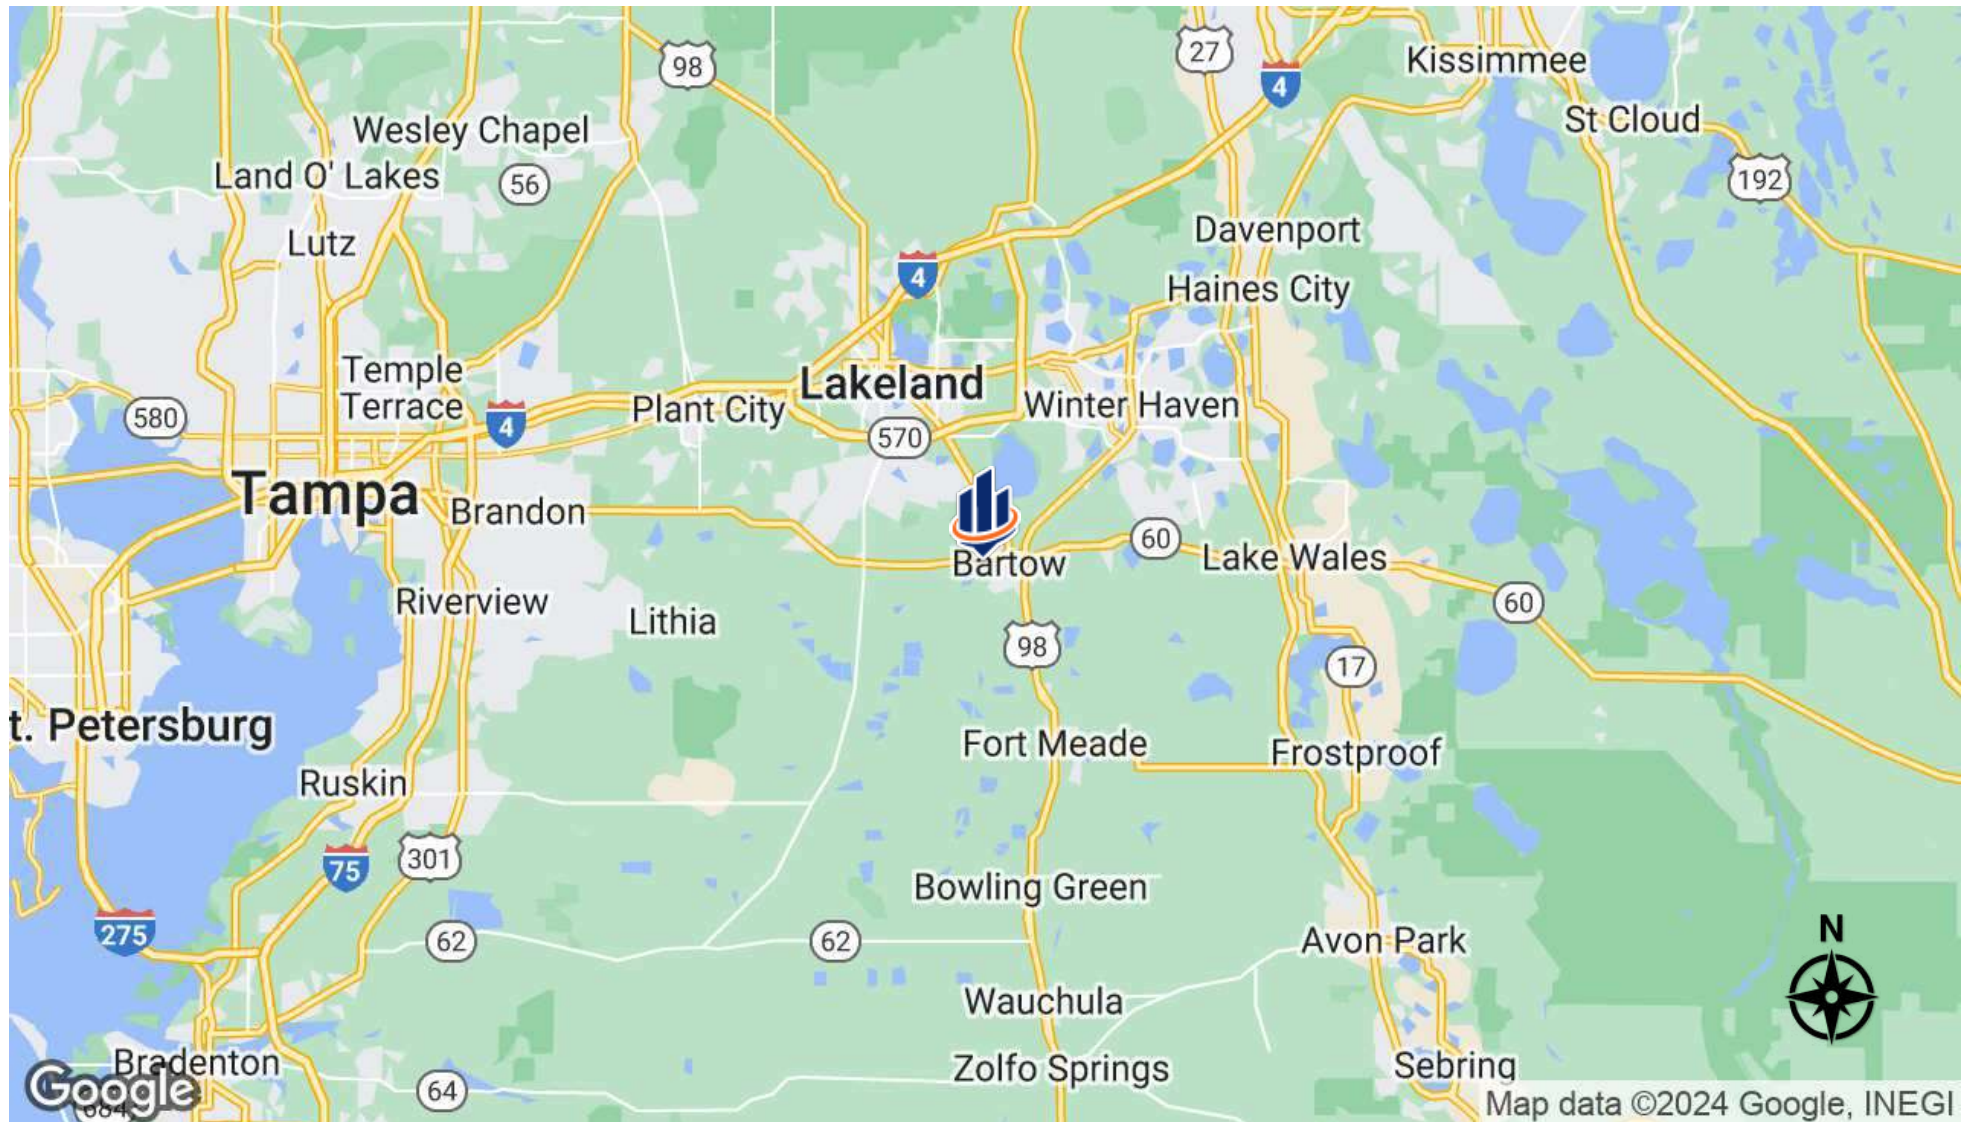 27
98
Kissimmee
4
St Cloud
Wesley Chapel
Land O' Lakes
56
192
Davenport
Lutz
4
Haines City
Temple
Terrace
Lakeland
Plant City
Winter Haven
580
4
570
Tampa
Brandon
60
Lake Wales
Bartow
Riverview
60
Lithia
98
17
t. Petersburg
Fort Meade
Frostproof
Ruskin
301
75
Bowling Green
275
62
62
Avon Park
N
Wauchula
Bradenton
Zolfo Springs
Sebring
Google
64
684
Map data ©2024 Google, INEGI